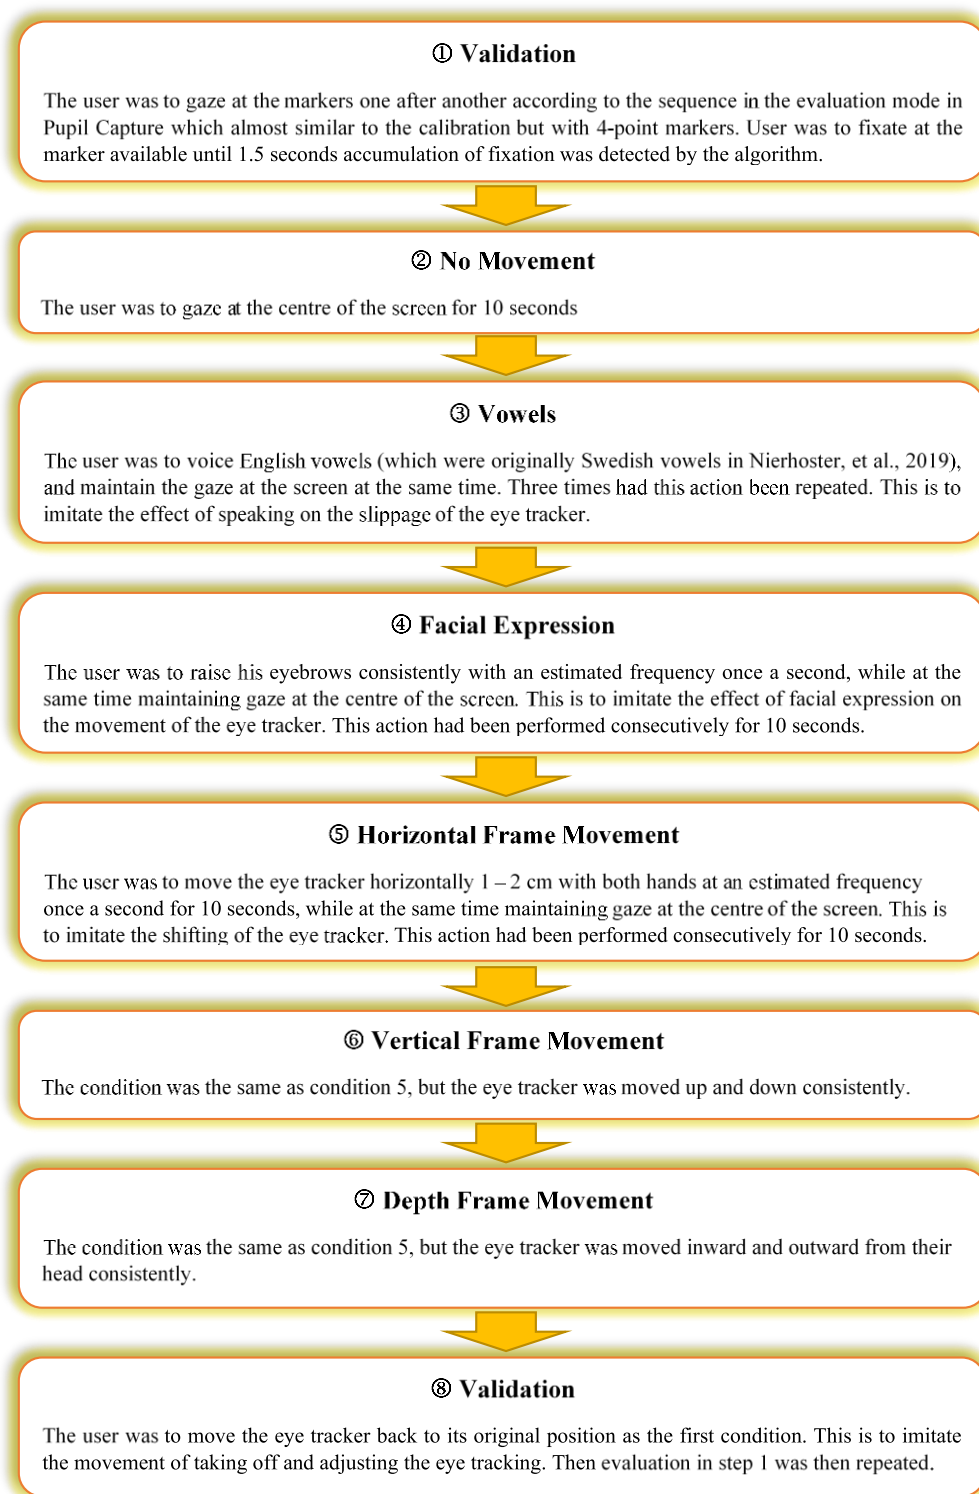 ① Validation
The user was to gaze at the markers one after another according to the sequence in the evaluation mode in
Pupil Capture which almost similar to the calibration but with 4-point markers. User was to fixate at the
marker available until 1.5 seconds accumulation of fixation was detected by the algorithm.
② No Movement
The user was to gaze at the centre of the screen for 10 seconds
③ Vowels
The user was to voice English vowels (which were originally Swedish vowels in Nierhoster, et al., 2019),
and maintain the gaze at the screen at the same time. Three times had this action been repeated. This is to
imitate the effect of speaking on the slippage of the eye tracker.
④ Facial Expression
The user was to raise his eyebrows consistently with an estimated frequency once a second, while at the
same time maintaining gaze at the centre of the screen. This is to imitate the effect of facial expression on
the movement of the eye tracker. This action had been performed consecutively for 10 seconds.
⑤ Horizontal Frame Movement
The user was to move the eye tracker horizontally 1 – 2 cm with both hands at an estimated frequency
once a second for 10 seconds, while at the same time maintaining gaze at the centre of the screen. This is
to imitate the shifting of the eye tracker. This action had been performed consecutively for 10 seconds.
⑥ Vertical Frame Movement
The condition was the same as condition 5, but the eye tracker was moved up and down consistently.
⑦ Depth Frame Movement
The condition was the same as condition 5, but the eye tracker was moved inward and outward from their
head consistently.
⑧ Validation
The user was to move the eye tracker back to its original position as the first condition. This is to imitate
the movement of taking off and adjusting the eye tracking. Then evaluation in step 1 was then repeated.